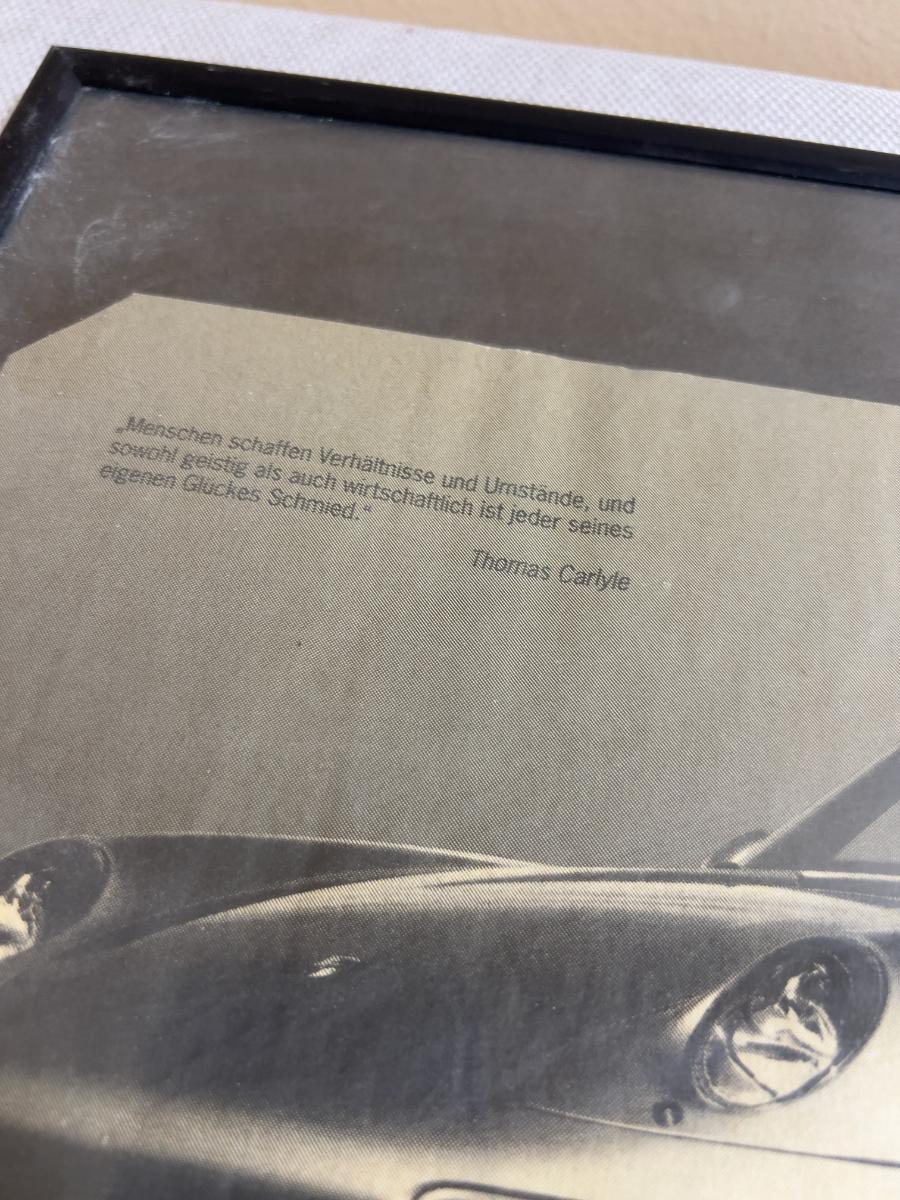 „Menschen schaffen Verhältnisse und Umstände, und
sowohl geistig als auch wirtschaftlich ist jeder seines
eigenen Glückes Schmied.“
Thomas Carlyle